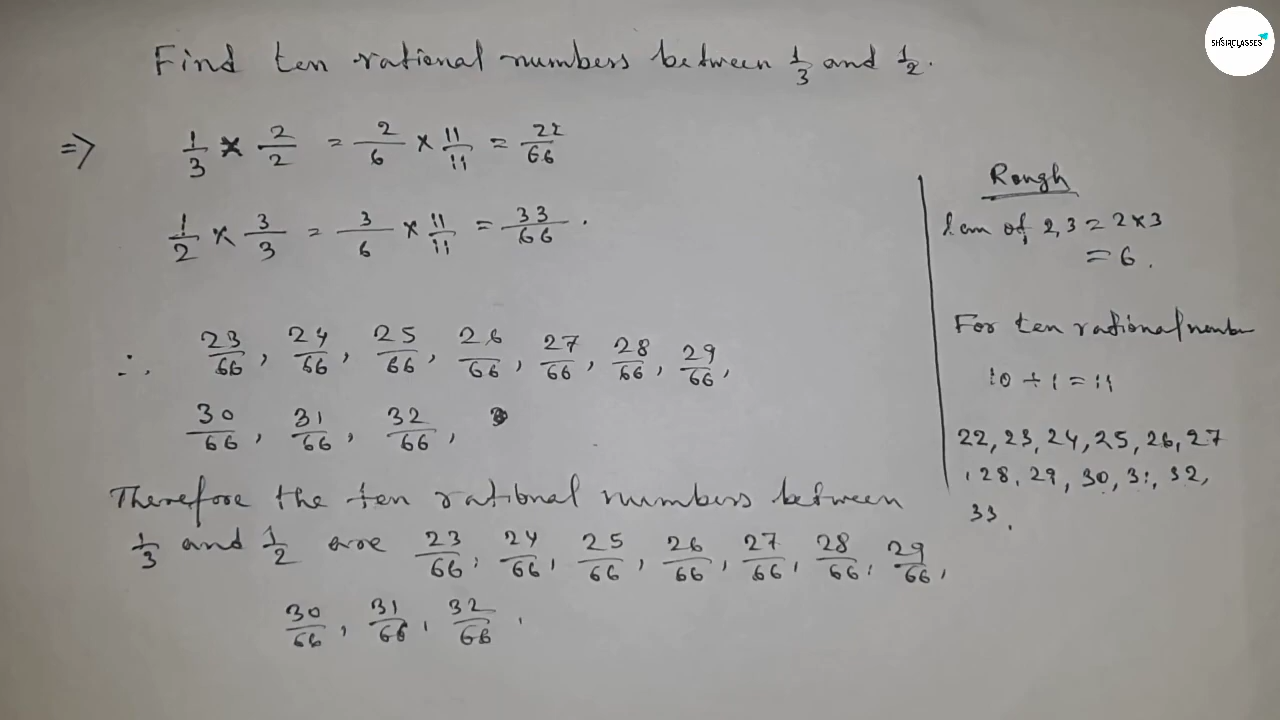 SHSIRCLASSES
Find ten rational numbers between 1/3 and 1/2.
=> 1/3 × 2/2 = 2/6 × 11/11 = 22/66
1/2 × 3/3 = 3/6 × 11/11 = 33/66.
∴ 23/66, 24/66, 25/66, 26/66, 27/66, 28/66, 29/66,
30/66, 31/66, 32/66,
Therefore the ten rational numbers between
1/3 and 1/2 are 23/66, 24/66, 25/66, 26/66, 27/66, 28/66, 29/66,
30/66, 31/66, 32/66.
Rough
lcm of 2,3 = 2×3
= 6.
For ten rational number
10 + 1 = 11
22, 23, 24, 25, 26, 27
, 28, 29, 30, 31, 32,
33.